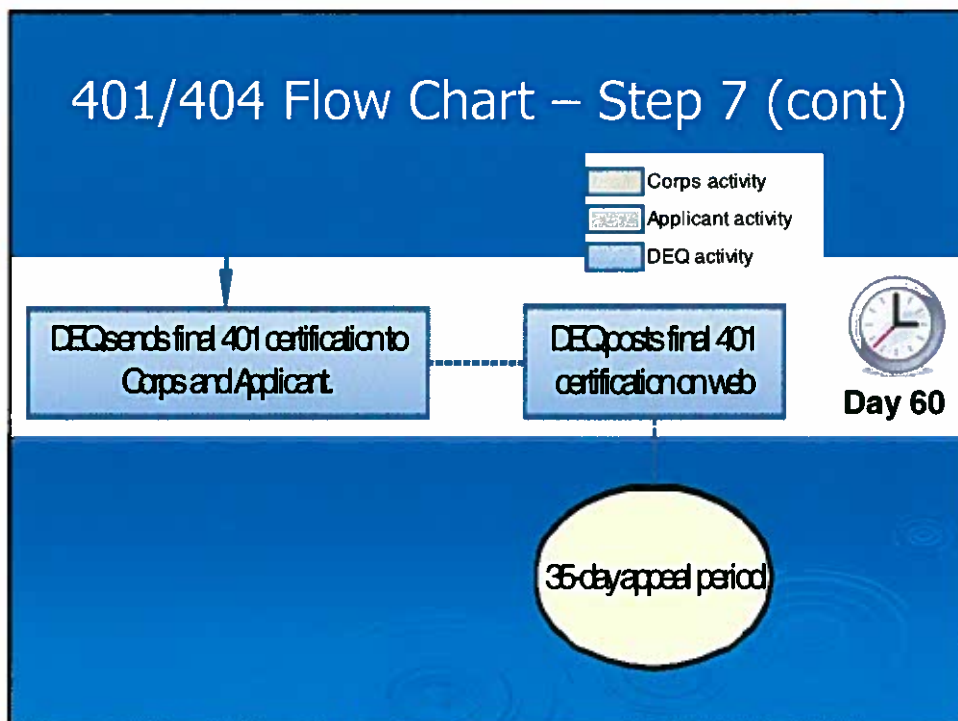 401/404 Flow Chart – Step 7 (cont)
Corps activity
Applicant activity
DEQ activity
DEQ sends final 401 certification to
Corps and Applicant.
DEQ posts final 401
certification on web
Day 60
35-day appeal period